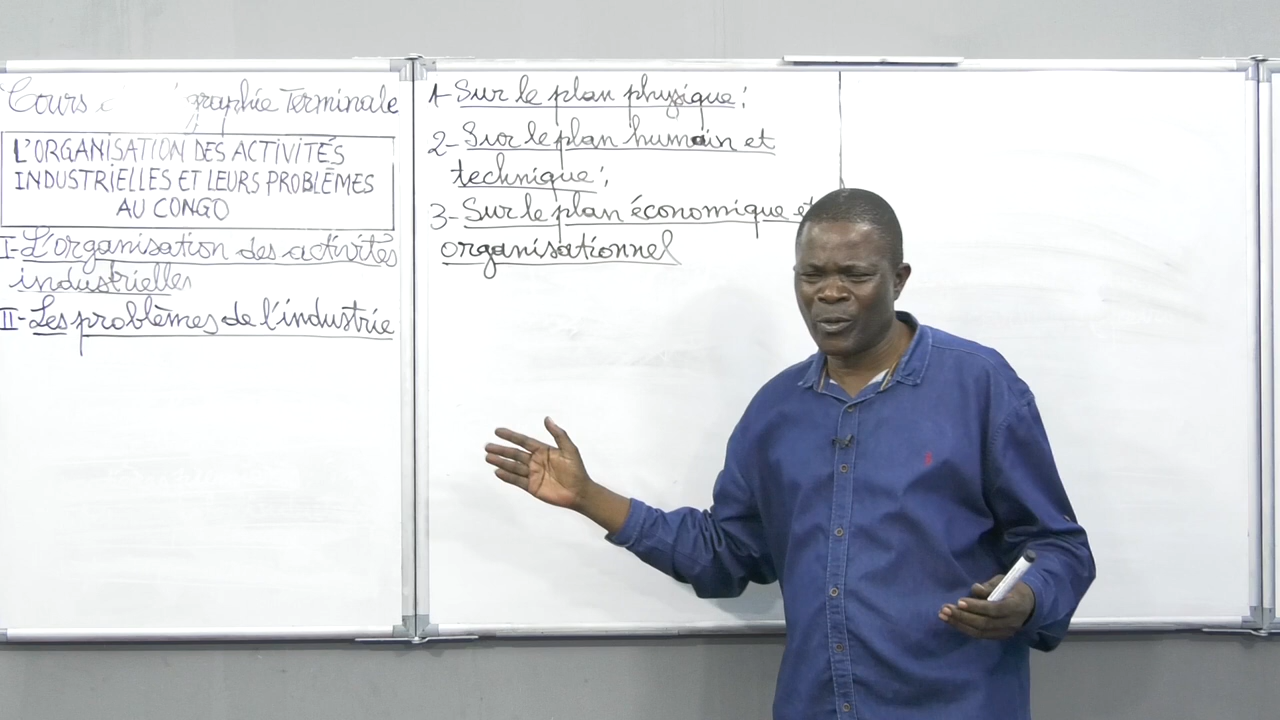 Cours graphie Terminale
L'ORGANISATION DES ACTIVITÉS
INDUSTRIELLES ET LEURS PROBLÈMES
AU CONGO
I- L'organisation des activités
industrielles
II- Les problèmes de l'industrie
1- Sur le plan physique ;
2- Sur le plan humain et
technique ;
3- Sur le plan économique et
organisationnel